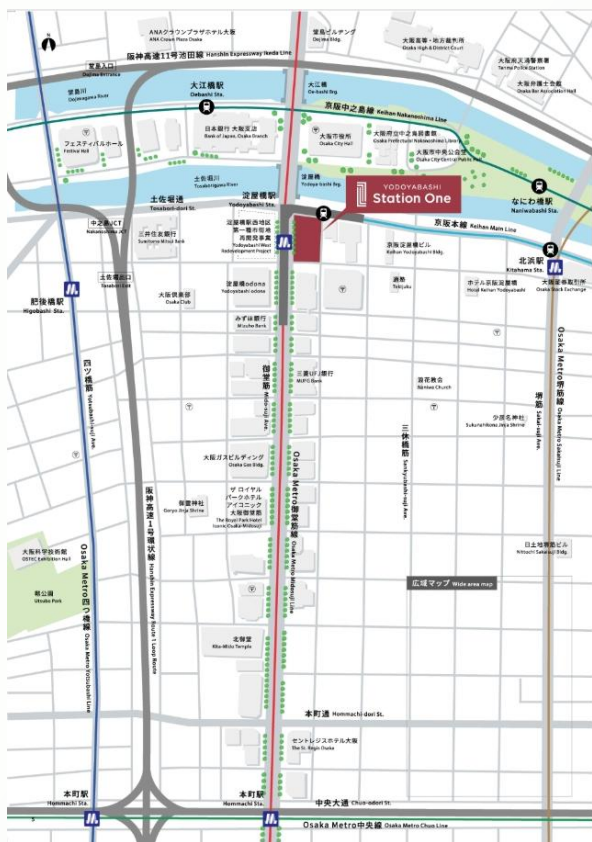 N
ANAクラウンプラザホテル大阪
ANA Crown Plaza Osaka
堂島ビルヂング
Dojima Bldg.
大阪高等・地方裁判所
Osaka High & District Court
阪神高速11号池田線 Hanshin Expressway Ikeda Line
堂島入口
Dojima Entrance
大阪府天満警察署
Tenma Police Station
大阪弁護士会館
Osaka Bar Association Hall
堂島川
Dojimagawa River
大江橋駅
Oebashi Sta.
大江橋
Oe-bashi Brg.
京阪中之島線 Keihan Nakanoshima Line
フェスティバルホール
Festival Hall
日本銀行 大阪支店
Bank of Japan, Osaka Branch
大阪市役所
Osaka City Hall
大阪府立中之島図書館
Osaka Prefectural Nakanoshima Library
大阪市中央公会堂
Osaka City Central Public Hall
土佐堀川
Tosaborigawa River
淀屋橋
Yodoya-bashi Brg.
なにわ橋駅
Naniwabashi Sta.
土佐堀通
Tosabori-dori St.
淀屋橋駅
Yodoyabashi Sta.
YODOYABASHI
Station One
中之島JCT
Nakanoshima JCT
三井住友銀行
Sumitomo Mitsui Bank
淀屋橋駅西地区
第一種市街地
再開発事業
Yodoyabashi West
Redevelopment Project
京阪本線 Keihan Main Line
京阪淀屋橋ビル
Keihan Yodoyabashi Bldg.
北浜駅
Kitahama Sta.
土佐堀出口
Tosabori Exit
肥後橋駅
Higobashi Sta.
大阪倶楽部
Osaka Club
淀屋橋odona
Yodoyabashi odona
適塾
Tekijuku
ホテル京阪淀屋橋
Hotel Keihan Yodoyabashi
大阪証券取引所
Osaka Stock Exchange
みずほ銀行
Mizuho Bank
四ツ橋筋
Yotsubashi-suji Ave.
御堂筋
Mido-suji Ave.
三菱UFJ銀行
MUFG Bank
浪花教会
Naniwa Church
堺筋
Sakai-suji Ave.
Osaka Metro堺筋線 Osaka Metro Sakaisuji Line
少彦名神社
Sukunahikona Jinja Shrine
三休橋筋
Sankyubashi-suji Ave.
大阪ガスビルディング
Osaka Gas Bldg.
Osaka Metro御堂筋線
Osaka Metro Midosuji Line
阪神高速1号環状線
Hanshin Expressway Route 1 Loop Route
御霊神社
Goryo Jinja Shrine
ザ ロイヤル
パークホテル
アイコニック
大阪御堂筋
The Royal Park Hotel
Iconic Osaka Midosuji
大阪科学技術館
OSTEC Exhibition Hall
日土地堺筋ビル
Nittochi Sakaisuji Bldg.
靭公園
Utsubo Park
Osaka Metro四つ橋線
Osaka Metro Yotsubashi Line
広域マップ Wide area map
北御堂
Kita-Mido Temple
本町通
Hommachi-dori St.
セントレジスホテル大阪
The St. Regis Osaka
本町駅
Hommachi Sta.
本町駅
Hommachi Sta.
中央大通 Chuo-odori St.
S
Osaka Metro中央線 Osaka Metro Chuo Line